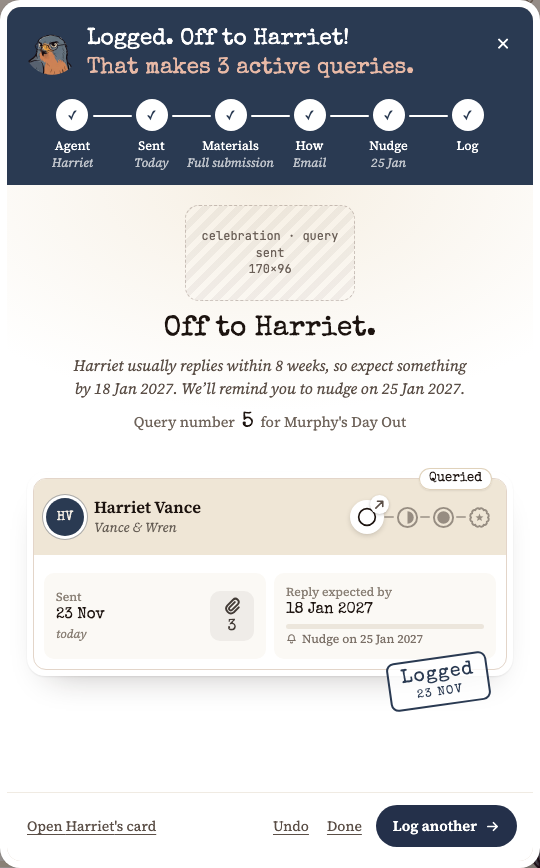 Logged. Off to Harriet!
That makes 3 active queries.
Agent Sent Materials How Nudge Log
Harriet Today Full submission Email 25 Jan
celebration · query
sent
170×96
Off to Harriet.
Harriet usually replies within 8 weeks, so expect something
by 18 Jan 2027. We’ll remind you to nudge on 25 Jan 2027.
Query number 5 for Murphy's Day Out
Queried
HV
Harriet Vance
Vance & Wren
Sent
23 Nov
today
3
Reply expected by
18 Jan 2027
Nudge on 25 Jan 2027
Logged
23 NOV
Open Harriet's card Undo Done Log another